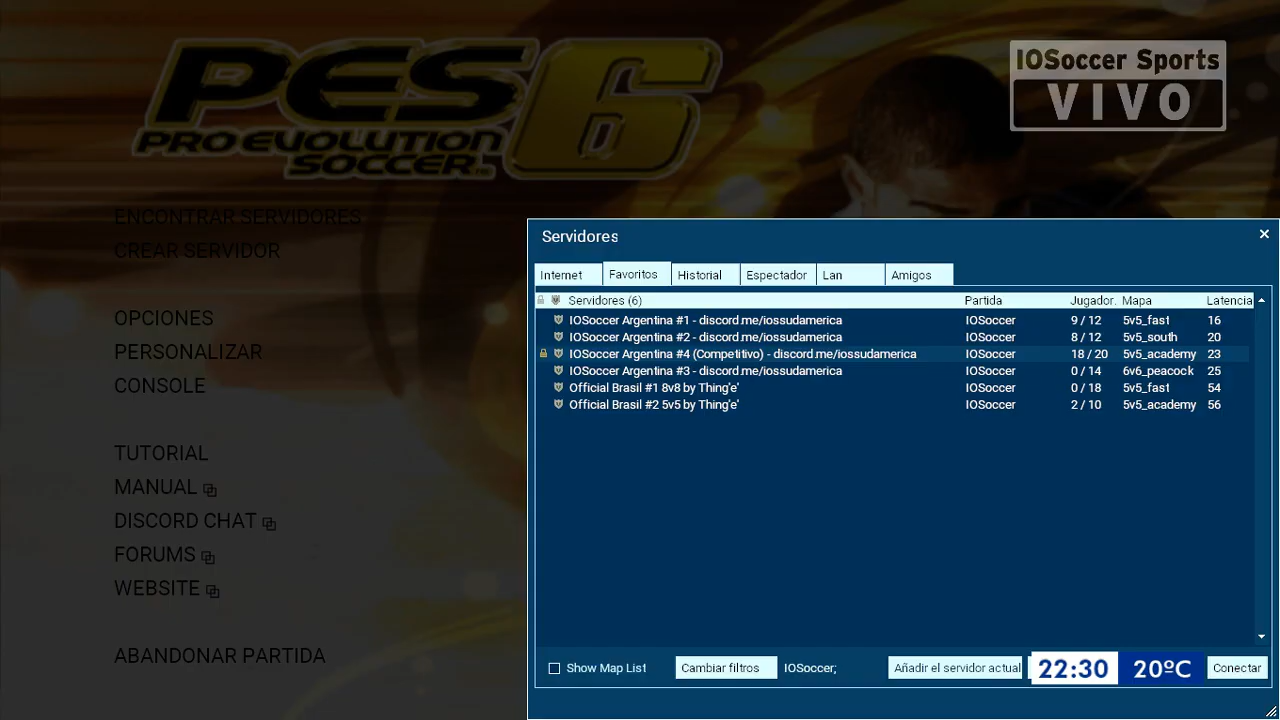 PES 6
PRO EVOLUTION
SOCCER
IOSoccer Sports
VIVO
ENCONTRAR SERVIDORES
CREAR SERVIDOR
OPCIONES
PERSONALIZAR
CONSOLE
TUTORIAL
MANUAL
DISCORD CHAT
FORUMS
WEBSITE
ABANDONAR PARTIDA
Servidores
Internet Favoritos Historial Espectador Lan Amigos
Servidores (6) Partida Jugador. Mapa Latencia
IOSoccer Argentina #1 - discord.me/iossudamerica IOSoccer 9 / 12 5v5_fast 16
IOSoccer Argentina #2 - discord.me/iossudamerica IOSoccer 8 / 12 5v5_south 20
IOSoccer Argentina #4 (Competitivo) - discord.me/iossudamerica IOSoccer 18 / 20 5v5_academy 23
IOSoccer Argentina #3 - discord.me/iossudamerica IOSoccer 0 / 14 6v6_peacock 25
Official Brasil #1 8v8 by Thing'e' IOSoccer 0 / 18 5v5_fast 54
Official Brasil #2 5v5 by Thing'e' IOSoccer 2 / 10 5v5_academy 56
Show Map List Cambiar filtros IOSoccer; Añadir el servidor actual 22:30 20ºC Conectar